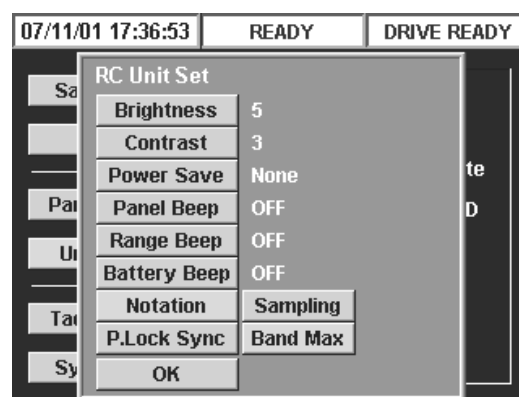 07/11/01 17:36:53 READY DRIVE READY
RC Unit Set
Brightness 5
Contrast 3
Power Save None
Panel Beep OFF
Range Beep OFF
Battery Beep OFF
Notation Sampling
P.Lock Sync Band Max
OK